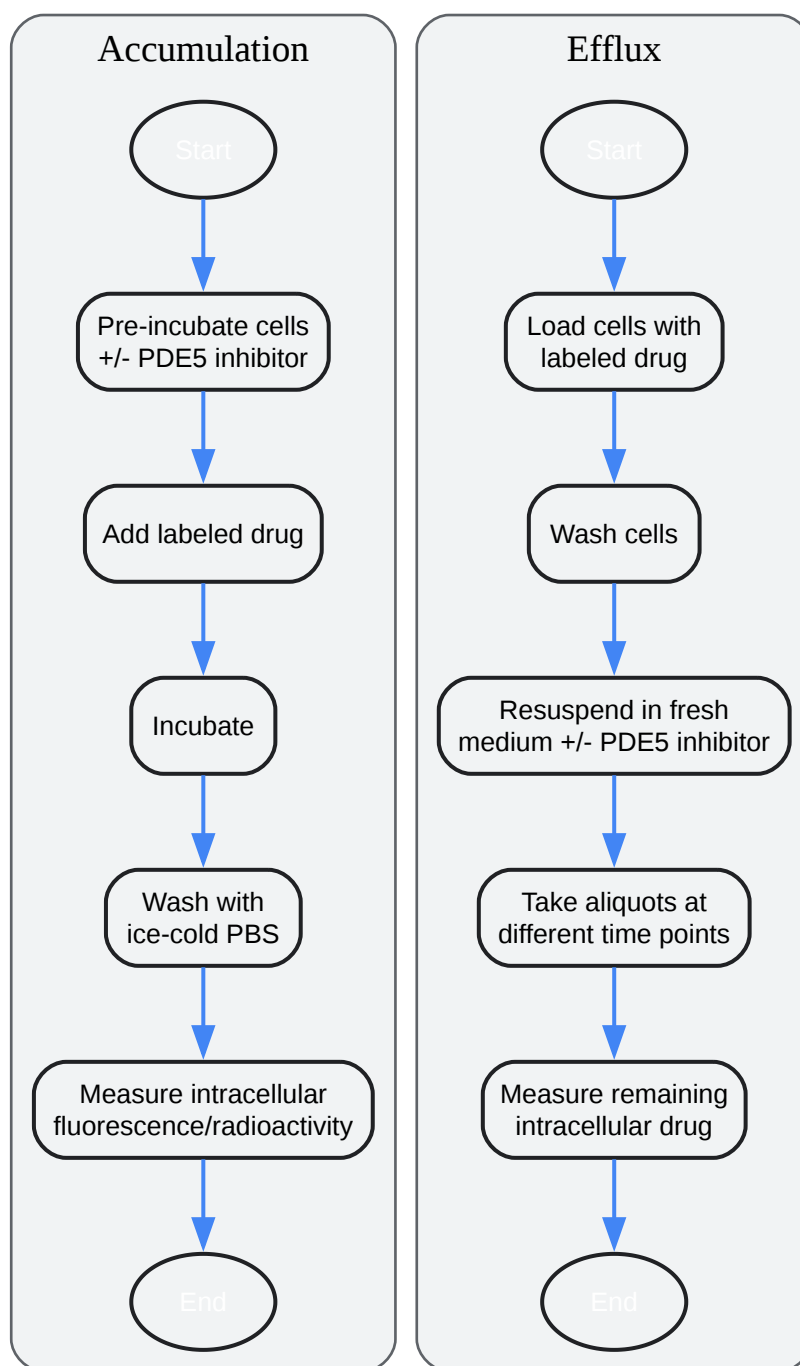 Accumulation
Start
Pre-incubate cells
+/- PDE5 inhibitor
Add labeled drug
Incubate
Wash with
ice-cold PBS
Measure intracellular
fluorescence/radioactivity
End
Efflux
Start
Load cells with
labeled drug
Wash cells
Resuspend in fresh
medium +/- PDE5 inhibitor
Take aliquots at
different time points
Measure remaining
intracellular drug
End